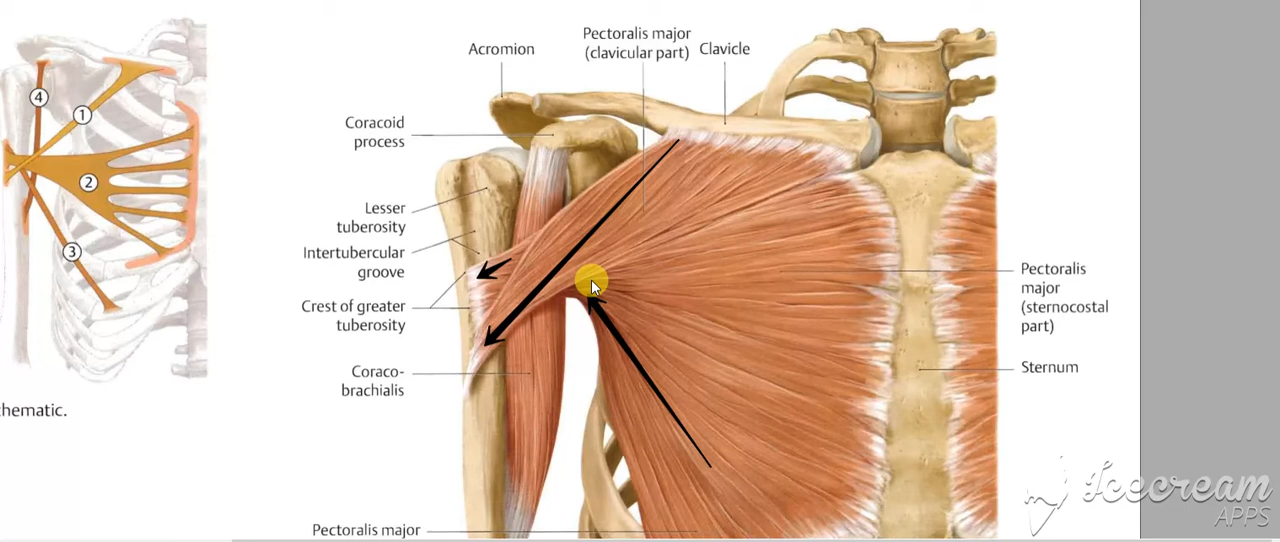 4
1
2
3
chematic.
Acromion
Pectoralis major
(clavicular part)
Clavicle
Coracoid
process
Lesser
tuberosity
Intertubercular
groove
Crest of greater
tuberosity
Coraco-
brachialis
Pectoralis major
Pectoralis
major
(sternocostal
part)
Sternum
Icecream
APPS